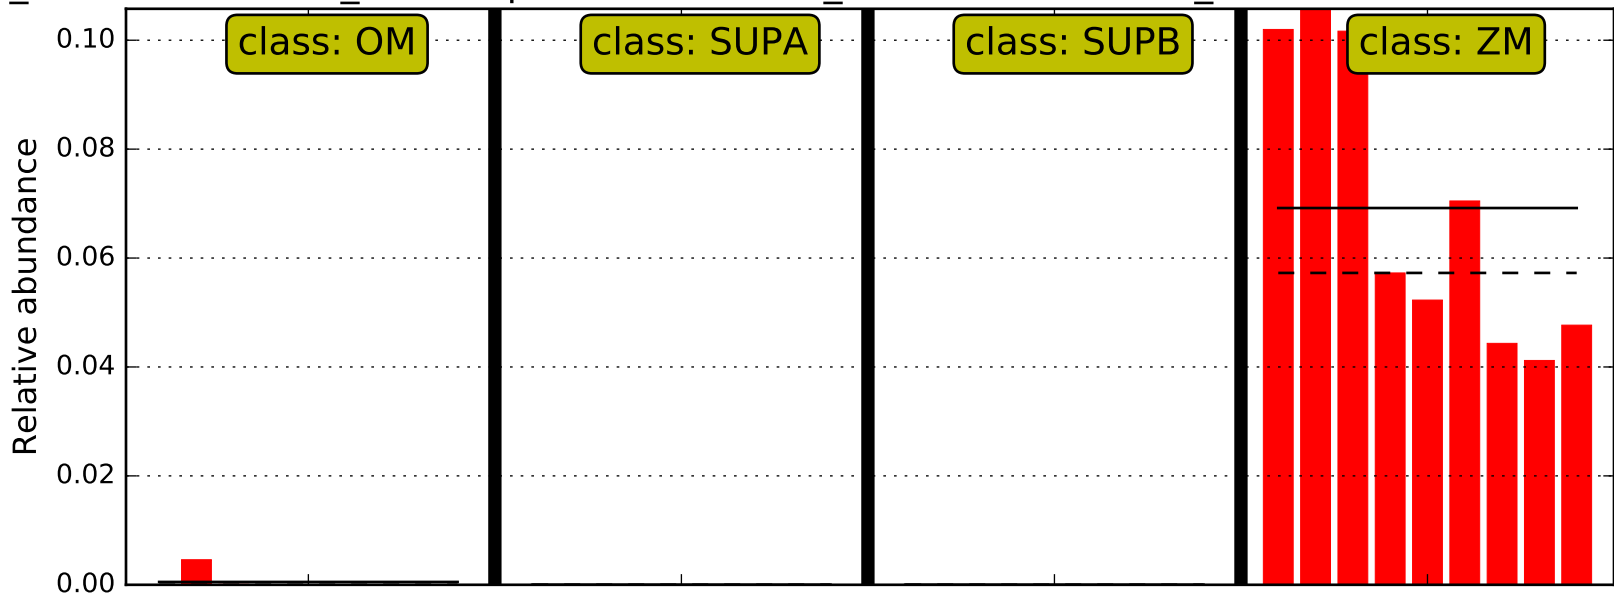 class: OM
class: SUPA
class: SUPB
class: ZM
0.10
0.08
0.06
0.04
0.02
0.00
Relative abundance